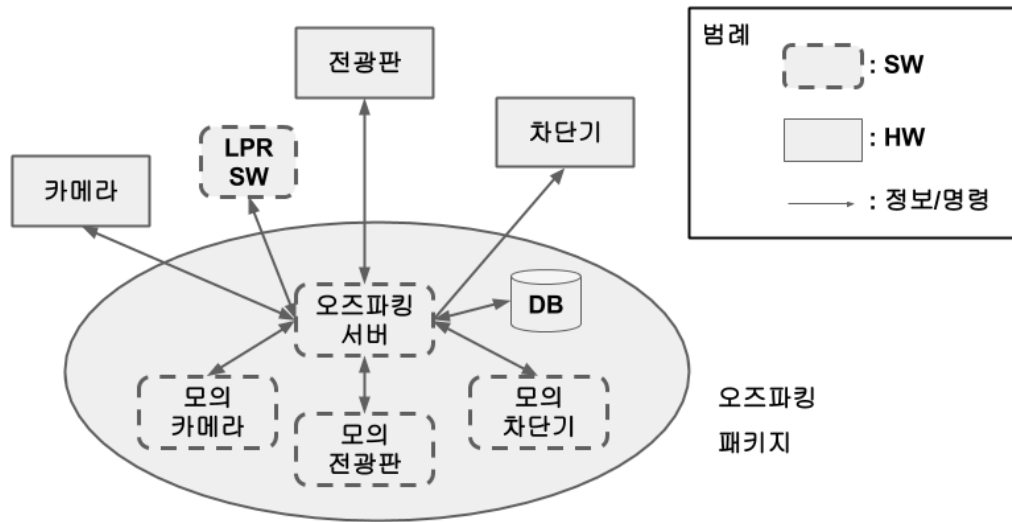 전광판
범례
: SW
: HW
: 정보/명령
차단기
LPR
SW
카메라
오즈파킹
서버
DB
모의
카메라
모의
전광판
모의
차단기
오즈파킹
패키지